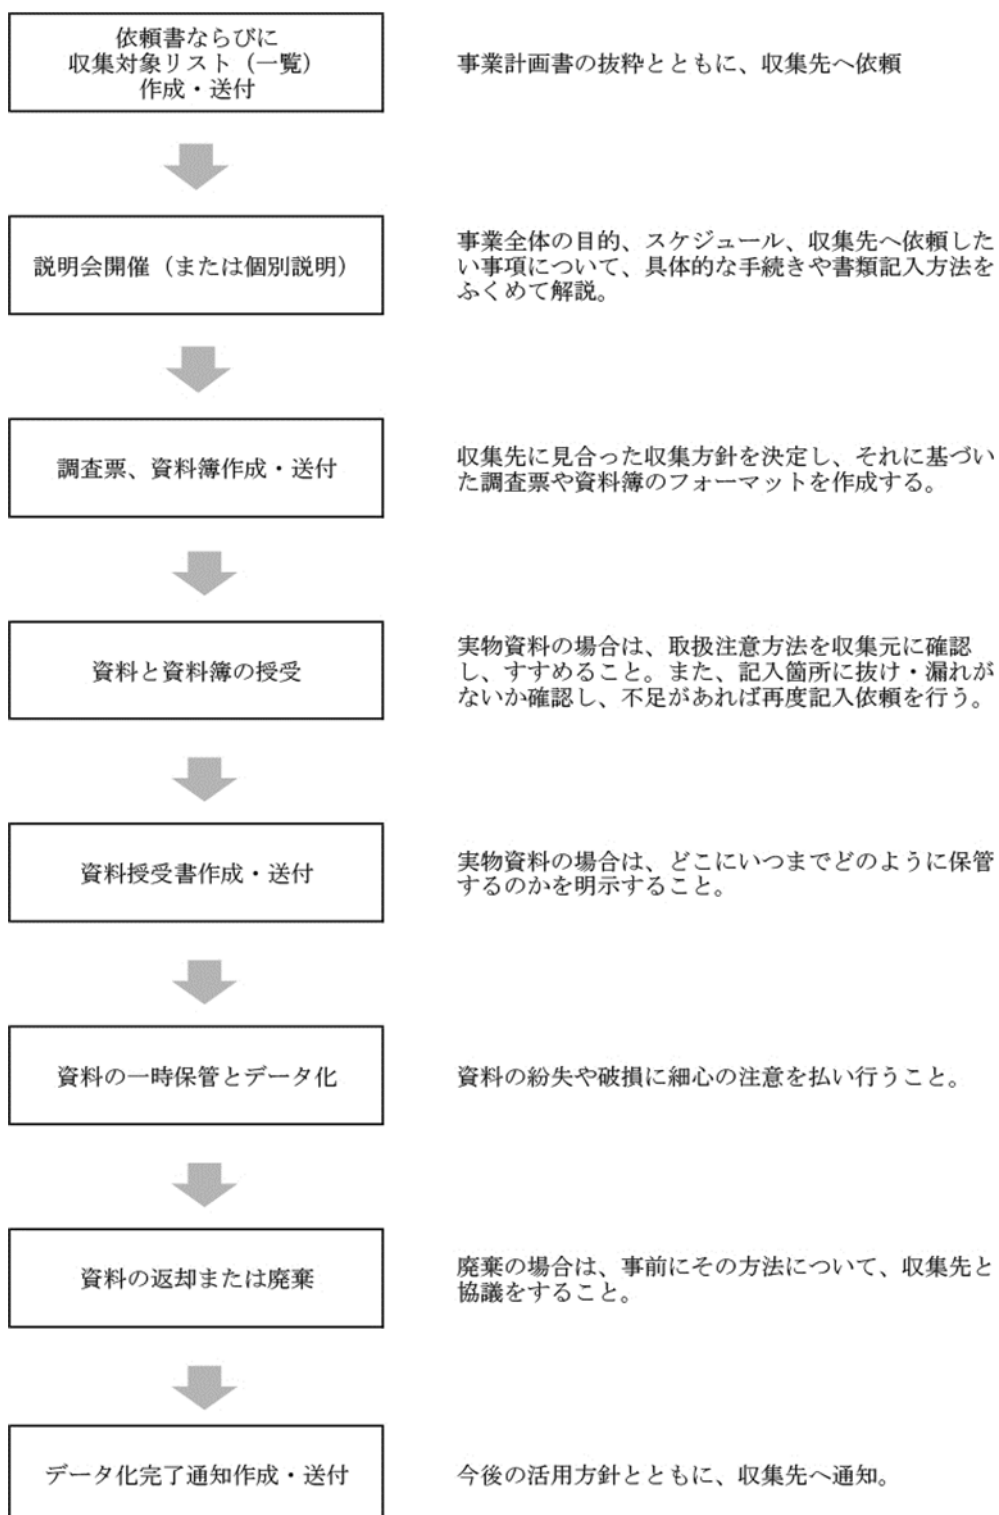 依頼書ならびに
収集対象リスト（一覧）
作成・送付
事業計画書の抜粋とともに、収集先へ依頼
説明会開催（または個別説明）
事業全体の目的、スケジュール、収集先へ依頼した
い事項について、具体的な手続きや書類記入方法を
ふくめて解説。
調査票、資料簿作成・送付
収集先に見合った収集方針を決定し、それに基づい
た調査票や資料簿のフォーマットを作成する。
資料と資料簿の授受
実物資料の場合は、取扱注意方法を収集元に確認
し、すすめること。また、記入箇所に抜け・漏れが
ないか確認し、不足があれば再度記入依頼を行う。
資料授受書作成・送付
実物資料の場合は、どこにいつまでどのように保管
するのかを明示すること。
資料の一時保管とデータ化
資料の紛失や破損に細心の注意を払い行うこと。
資料の返却または廃棄
廃棄の場合は、事前にその方法について、収集先と
協議をすること。
データ化完了通知作成・送付
今後の活用方針とともに、収集先へ通知。